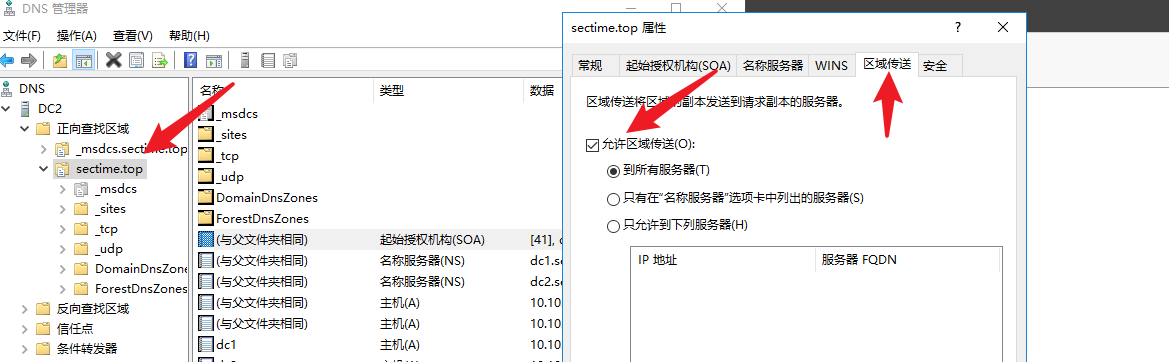 DNS 管理器
文件(F) 操作(A) 查看(V) 帮助(H)
DNS
DC2
正向查找区域
_msdcs.sectime.top
sectime.top
_msdcs
_sites
_tcp
_udp
DomainDnsZone
ForestDnsZones
反向查找区域
信任点
条件转发器
名称 类型 数据
_msdcs
_sites
_tcp
_udp
DomainDnsZones
ForestDnsZones
(与父文件夹相同) 起始授权机构(SOA) [41], d
(与父文件夹相同) 名称服务器(NS) dc1.se
(与父文件夹相同) 名称服务器(NS) dc2.se
(与父文件夹相同) 主机(A) 10.10
(与父文件夹相同) 主机(A) 10.10
dc1 主机(A) 10.10
sectime.top 属性
常规 起始授权机构(SOA) 名称服务器 WINS 区域传送 安全
区域传送将区域的副本发送到请求副本的服务器。
允许区域传送(O):
到所有服务器(T)
只有在"名称服务器"选项卡中列出的服务器(S)
只允许到下列服务器(H)
IP 地址 服务器 FQDN